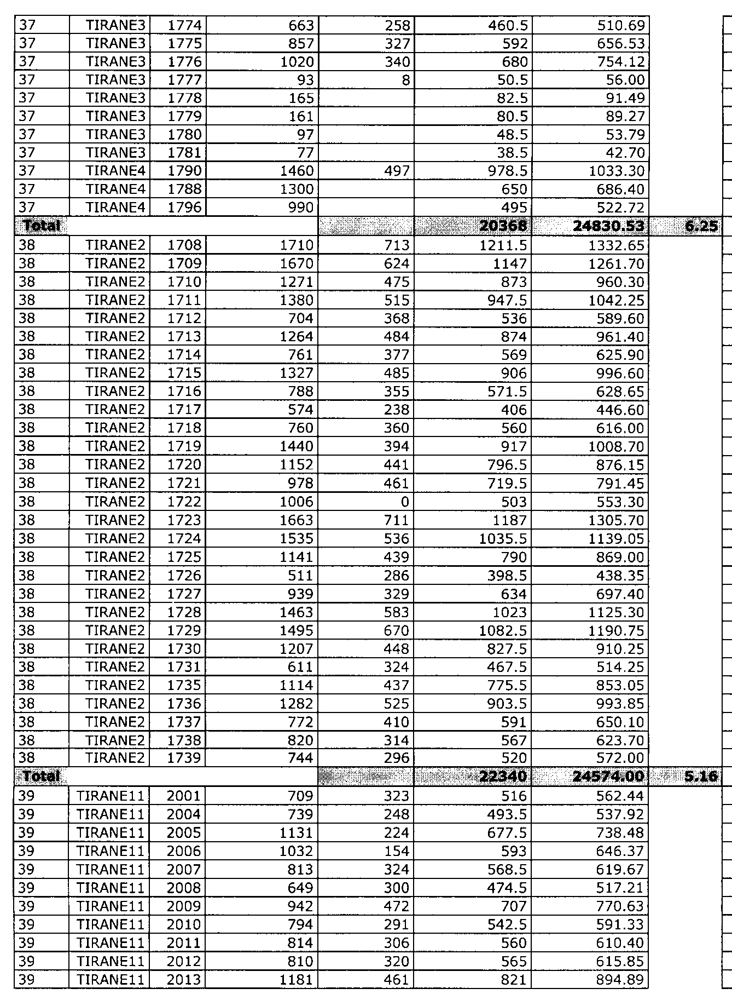 37 TIRANE3 1774 663 258 460.5 510.69
37 TIRANE3 1775 857 327 592 656.53
37 TIRANE3 1776 1020 340 680 754.12
37 TIRANE3 1777 93 8 50.5 56.00
37 TIRANE3 1778 165 82.5 91.49
37 TIRANE3 1779 161 80.5 89.27
37 TIRANE3 1780 97 48.5 53.79
37 TIRANE3 1781 77 38.5 42.70
37 TIRANE4 1790 1460 497 978.5 1033.30
37 TIRANE4 1788 1300 650 686.40
37 TIRANE4 1796 990 495 522.72
Total 20368 24830.53 6.25
38 TIRANE2 1708 1710 713 1211.5 1332.65
38 TIRANE2 1709 1670 624 1147 1261.70
38 TIRANE2 1710 1271 475 873 960.30
38 TIRANE2 1711 1380 515 947.5 1042.25
38 TIRANE2 1712 704 368 536 589.60
38 TIRANE2 1713 1264 484 874 961.40
38 TIRANE2 1714 761 377 569 625.90
38 TIRANE2 1715 1327 485 906 996.60
38 TIRANE2 1716 788 355 571.5 628.65
38 TIRANE2 1717 574 238 406 446.60
38 TIRANE2 1718 760 360 560 616.00
38 TIRANE2 1719 1440 394 917 1008.70
38 TIRANE2 1720 1152 441 796.5 876.15
38 TIRANE2 1721 978 461 719.5 791.45
38 TIRANE2 1722 1006 0 503 553.30
38 TIRANE2 1723 1663 711 1187 1305.70
38 TIRANE2 1724 1535 536 1035.5 1139.05
38 TIRANE2 1725 1141 439 790 869.00
38 TIRANE2 1726 511 286 398.5 438.35
38 TIRANE2 1727 939 329 634 697.40
38 TIRANE2 1728 1463 583 1023 1125.30
38 TIRANE2 1729 1495 670 1082.5 1190.75
38 TIRANE2 1730 1207 448 827.5 910.25
38 TIRANE2 1731 611 324 467.5 514.25
38 TIRANE2 1735 1114 437 775.5 853.05
38 TIRANE2 1736 1282 525 903.5 993.85
38 TIRANE2 1737 772 410 591 650.10
38 TIRANE2 1738 820 314 567 623.70
38 TIRANE2 1739 744 296 520 572.00
Total 22340 24574.00 5.16
39 TIRANE11 2001 709 323 516 562.44
39 TIRANE11 2004 739 248 493.5 537.92
39 TIRANE11 2005 1131 224 677.5 738.48
39 TIRANE11 2006 1032 154 593 646.37
39 TIRANE11 2007 813 324 568.5 619.67
39 TIRANE11 2008 649 300 474.5 517.21
39 TIRANE11 2009 942 472 707 770.63
39 TIRANE11 2010 794 291 542.5 591.33
39 TIRANE11 2011 814 306 560 610.40
39 TIRANE11 2012 810 320 565 615.85
39 TIRANE11 2013 1181 461 821 894.89